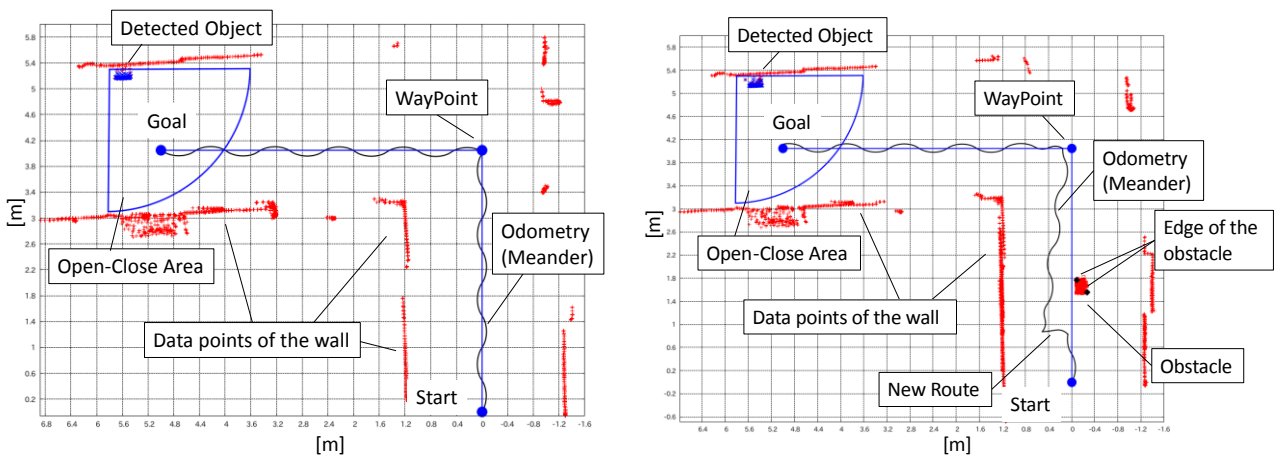 Detected Object
WayPoint
Goal
Odometry
(Meander)
Open-Close Area
Data points of the wall
Start
[m]
5.8
5.4
5
4.6
4.2
3.8
3.4
3
2.6
2.2
1.8
1.4
1
0.6
0.2
6.8 6.4 6 5.6 5.2 4.8 4.4 4 3.6 3.2 2.8 2.4 2 1.6 1.2 0.8 0.4 0 -0.4 -0.8 -1.2 -1.6
[m]
Detected Object
WayPoint
Goal
Odometry
(Meander)
Edge of the
obstacle
Open-Close Area
Data points of the wall
Obstacle
New Route
Start
[m]
5.8
5.4
5
4.6
4.2
3.8
3.4
3
2.6
2.2
1.8
1.4
1
0.6
0.2
-0.2
-0.6
6.8 6.4 6 5.6 5.2 4.8 4.4 4 3.6 3.2 2.8 2.4 2 1.6 1.2 0.8 0.4 0 -0.4 -0.8 -1.2 -1.6
[m]